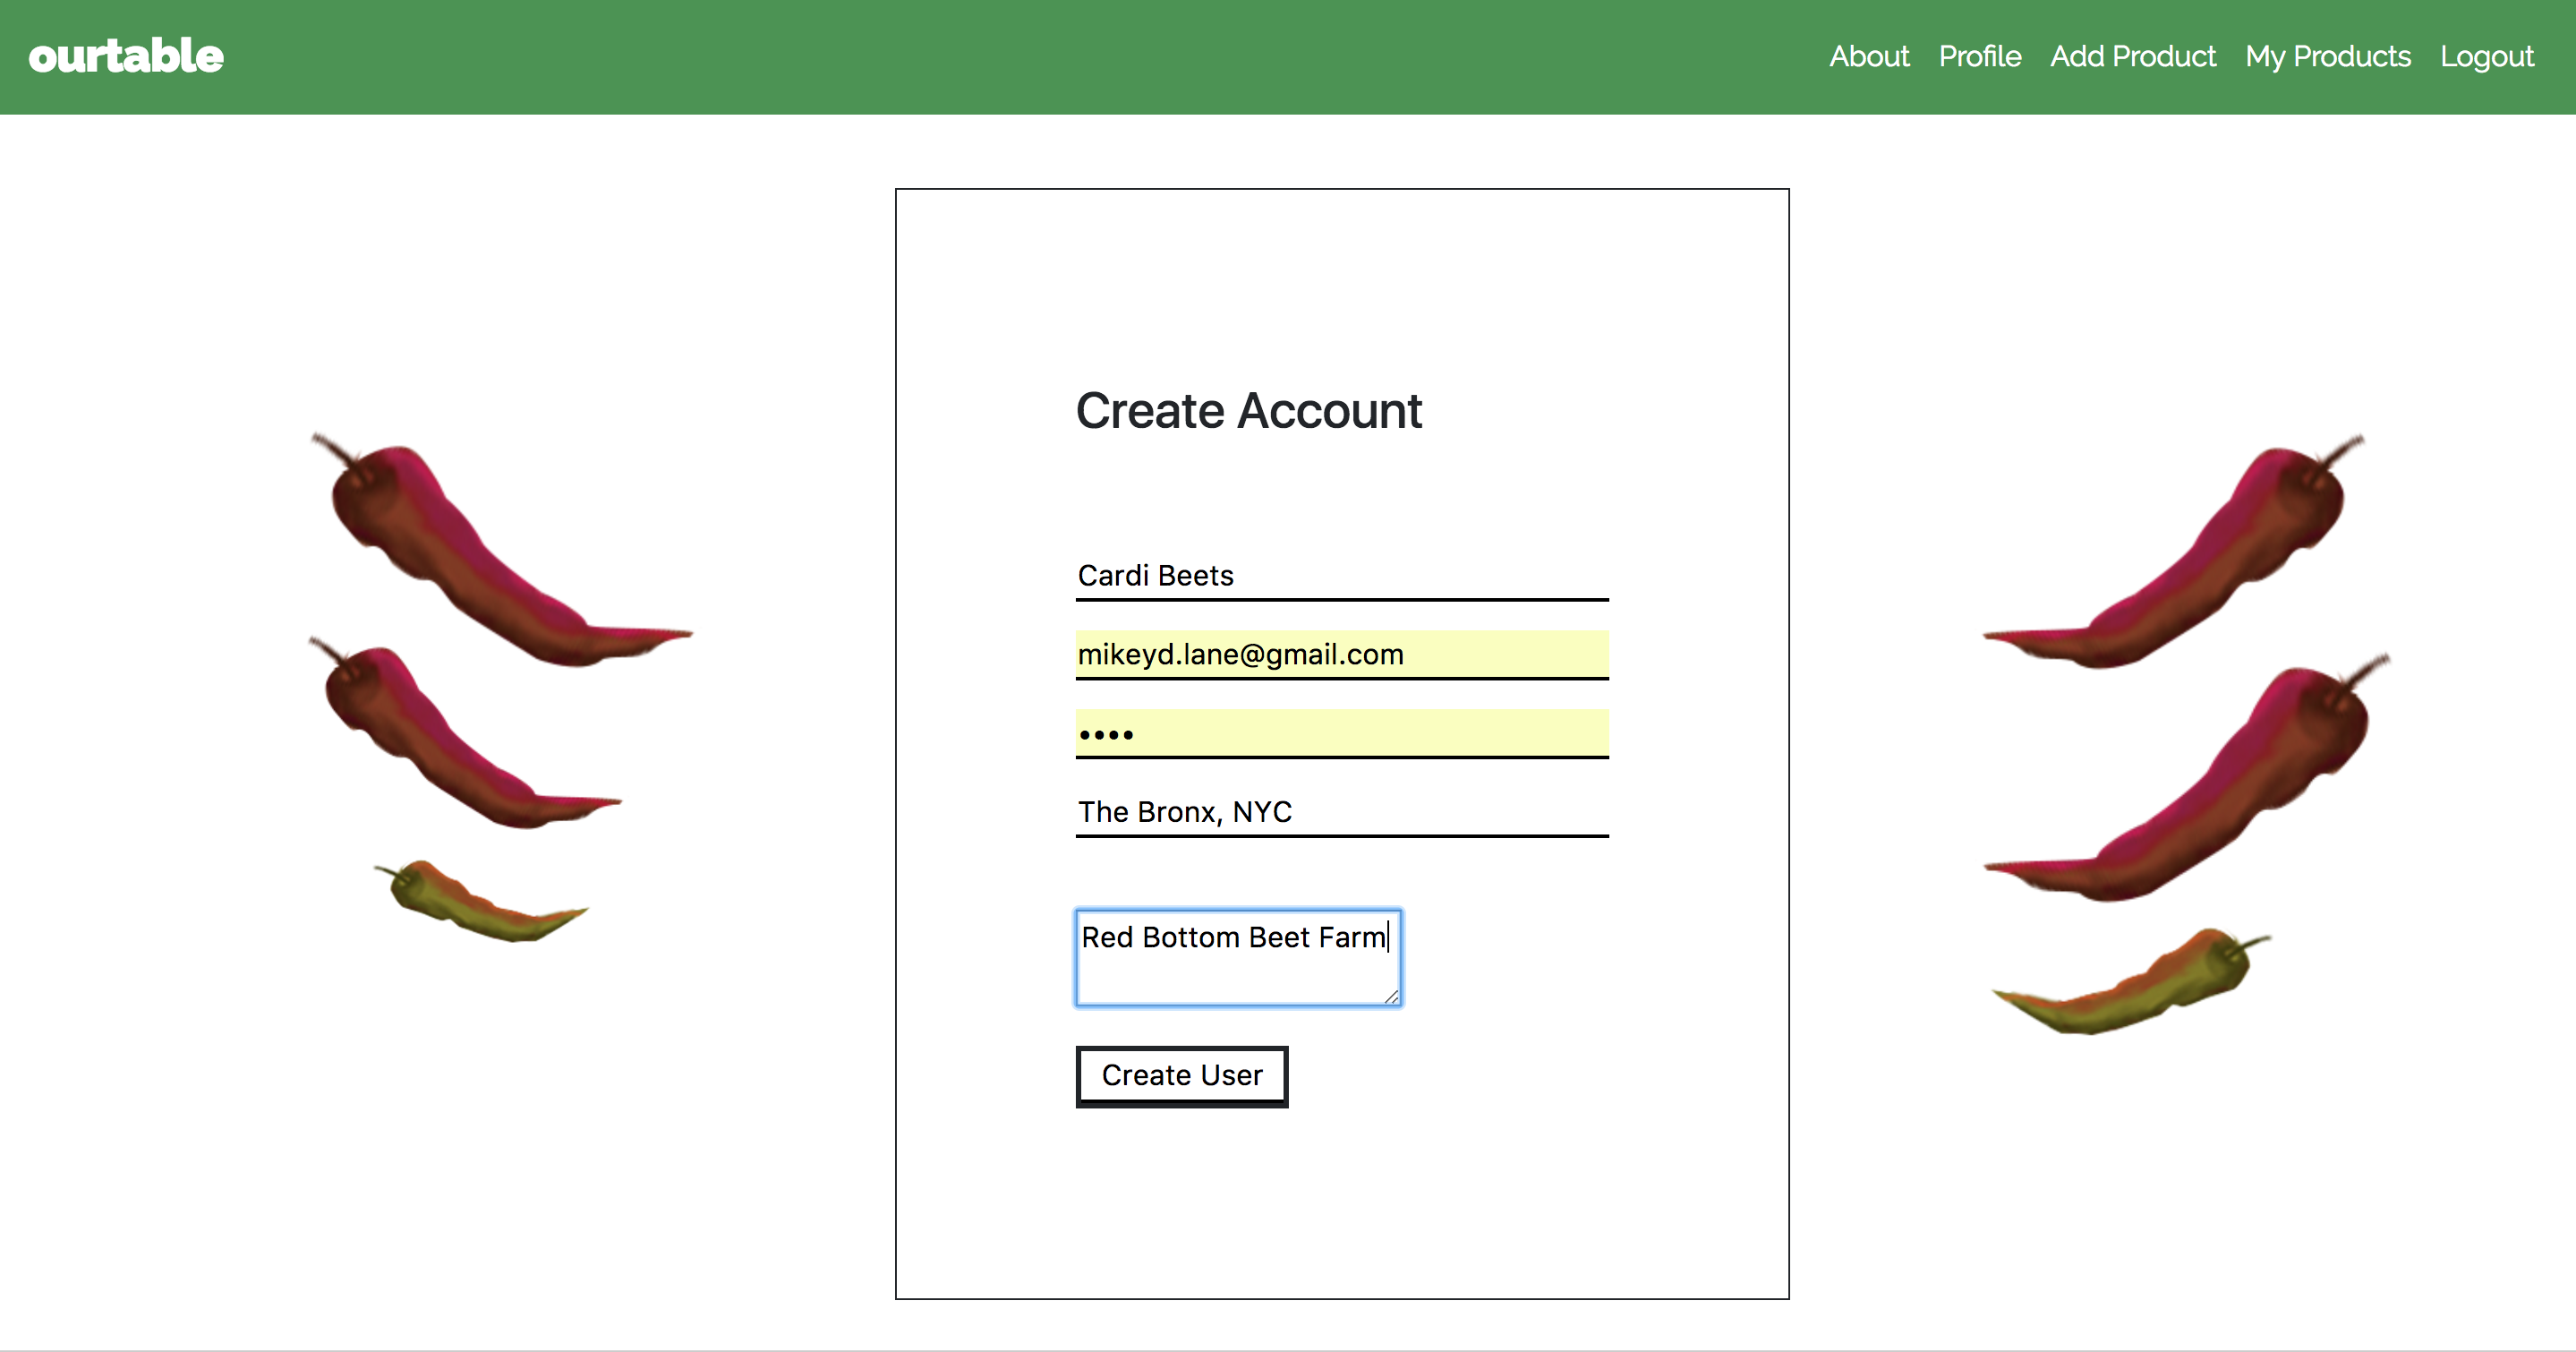 ourtable
About Profile Add Product My Products Logout
Create Account
Cardi Beets
mikeyd.lane@gmail.com
••••
The Bronx, NYC
Red Bottom Beet Farm
Create User